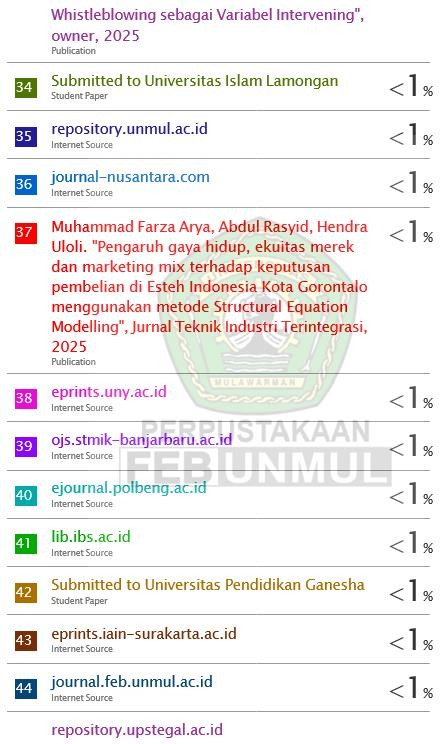 Whistleblowing sebagai Variabel Intervening",
owner, 2025
Publication
34 Submitted to Universitas Islam Lamongan <1%
Student Paper
35 repository.unmul.ac.id <1%
Internet Source
36 journal-nusantara.com <1%
Internet Source
37 Muhammad Farza Arya, Abdul Rasyid, Hendra <1%
Uloli. "Pengaruh gaya hidup, ekuitas merek
dan marketing mix terhadap keputusan
pembelian di Esteh Indonesia Kota Gorontalo
menggunakan metode Structural Equation
Modelling", Jurnal Teknik Industri Terintegrasi,
2025
Publication
MULAWARMAN
38 eprints.uny.ac.id <1%
Internet Source
PERPUSTAKAAN
39 ojs.stmik-banjarbaru.ac.id <1%
Internet Source
FEB UNMUL
40 ejournal.polbeng.ac.id <1%
Internet Source
41 lib.ibs.ac.id <1%
Internet Source
42 Submitted to Universitas Pendidikan Ganesha <1%
Student Paper
43 eprints.iain-surakarta.ac.id <1%
Internet Source
44 journal.feb.unmul.ac.id <1%
Internet Source
repository.upstegal.ac.id